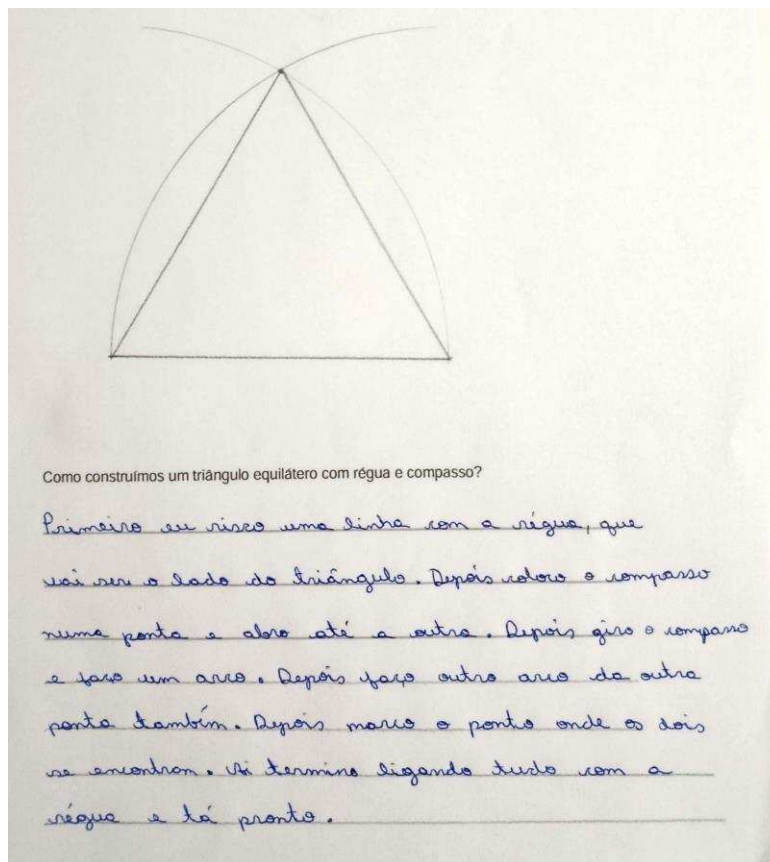 Como construímos um triângulo equilátero com régua e compasso?
Primeiro eu risco uma linha com a régua, que
vai ser o lado do triângulo. Depois coloco o compasso
numa ponta e abro até a outra. Depois giro o compasso
e faço um arco. Depois faço outro arco da outra
ponta também. Depois marco o ponto onde os dois
se encontram. Aí termino ligando tudo com a
régua e tá pronto.